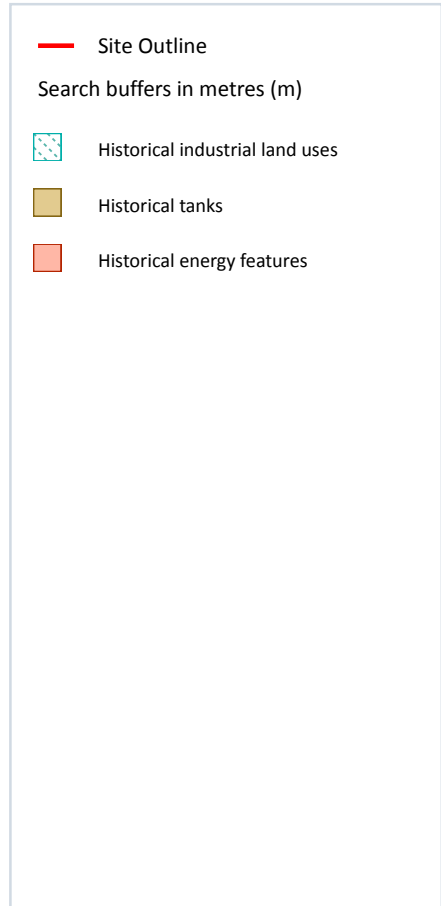 Site Outline
Search buffers in metres (m)
Historical industrial land uses
Historical tanks
Historical energy features